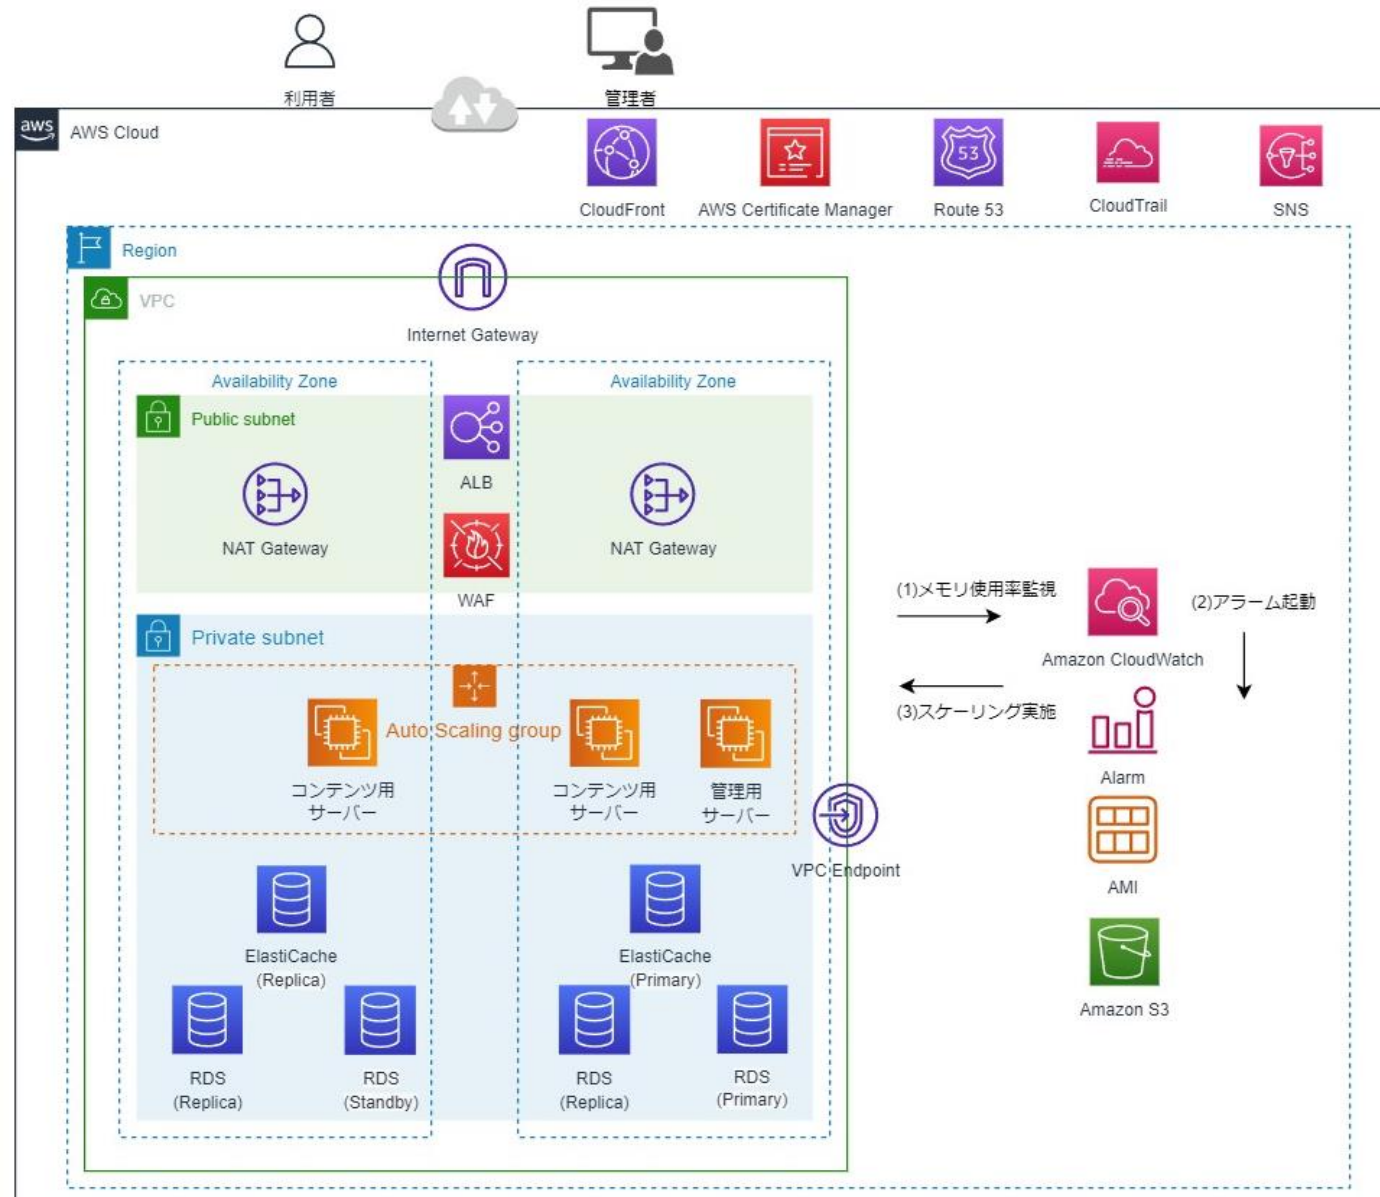 利用者
管理者
aws
AWS Cloud
CloudFront
AWS Certificate Manager
53
Route 53
CloudTrail
SNS
Region
VPC
Internet Gateway
Availability Zone
Availability Zone
Public subnet
ALB
NAT Gateway
NAT Gateway
WAF
(1)メモリ使用率監視
(2)アラーム起動
Amazon CloudWatch
(3)スケーリング実施
Private subnet
Auto Scaling group
コンテンツ用
サーバー
コンテンツ用
サーバー
管理用
サーバー
Alarm
VPC Endpoint
AMI
ElastiCache
(Replica)
ElastiCache
(Primary)
Amazon S3
RDS
(Replica)
RDS
(Standby)
RDS
(Replica)
RDS
(Primary)